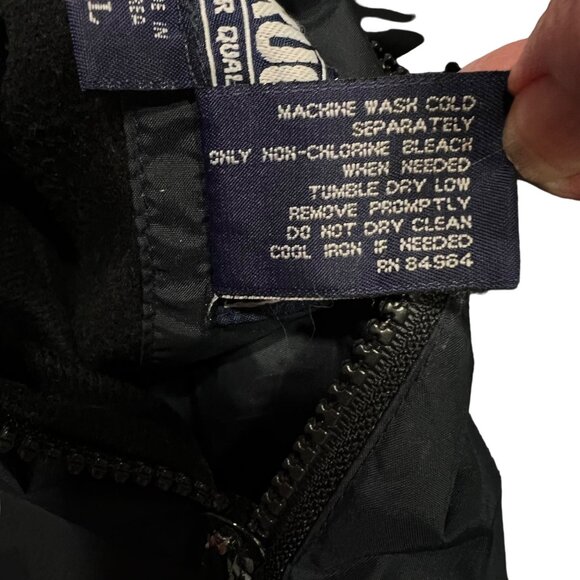 L
MACHINE WASH COLD
SEPARATELY
ONLY NON-CHLORINE BLEACH
WHEN NEEDED
TUMBLE DRY LOW
REMOVE PROMPTLY
DO NOT DRY CLEAN
COOL IRON IF NEEDED
RN 84964